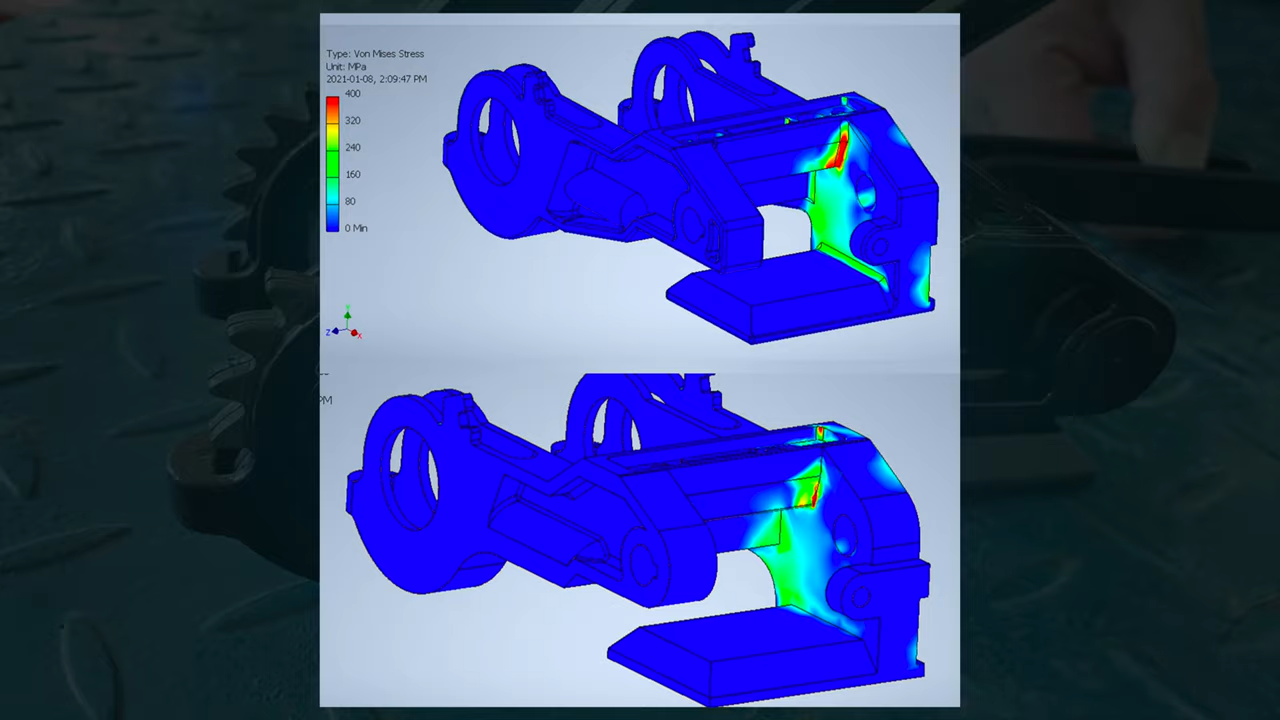 Type: Von Mises Stress
Unit: MPa
2021-01-08, 2:09:47 PM
400
320
240
160
80
0 Min
Y
Z
X
PM